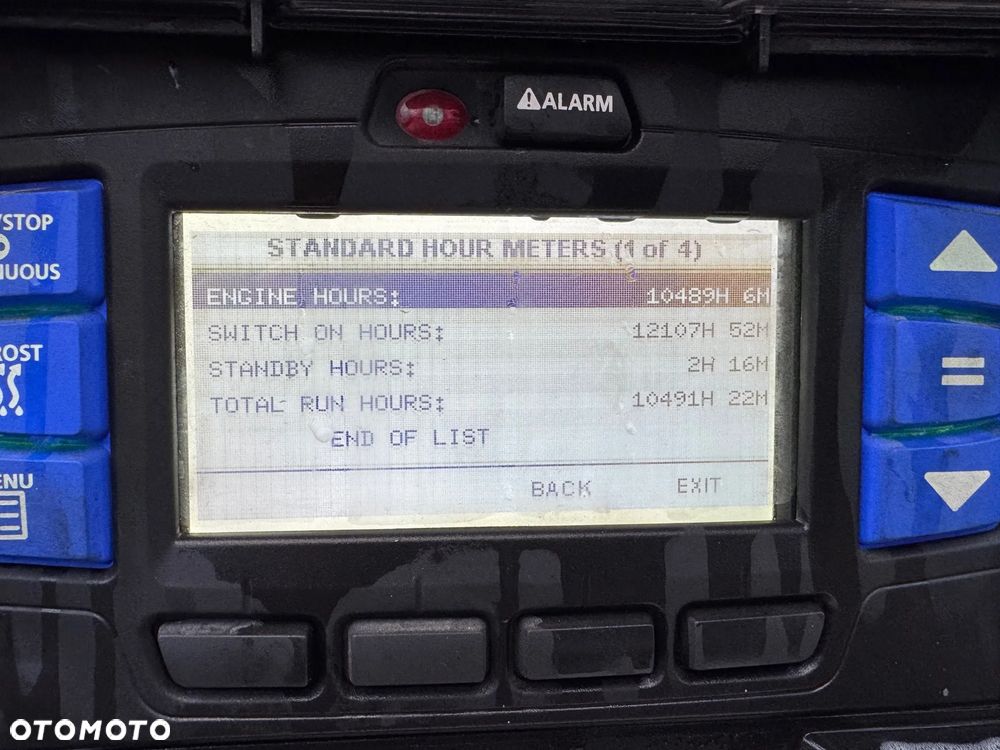 ALARM
/STOP
NUOUS
ROST
ENU
STANDARD HOUR METERS (1 of 4)
ENGINE HOURS: 10489H 6M
SWITCH ON HOURS: 12107H 52M
STANDBY HOURS: 2H 16M
TOTAL RUN HOURS: 10491H 22M
END OF LIST
BACK EXIT
OTOMOTO